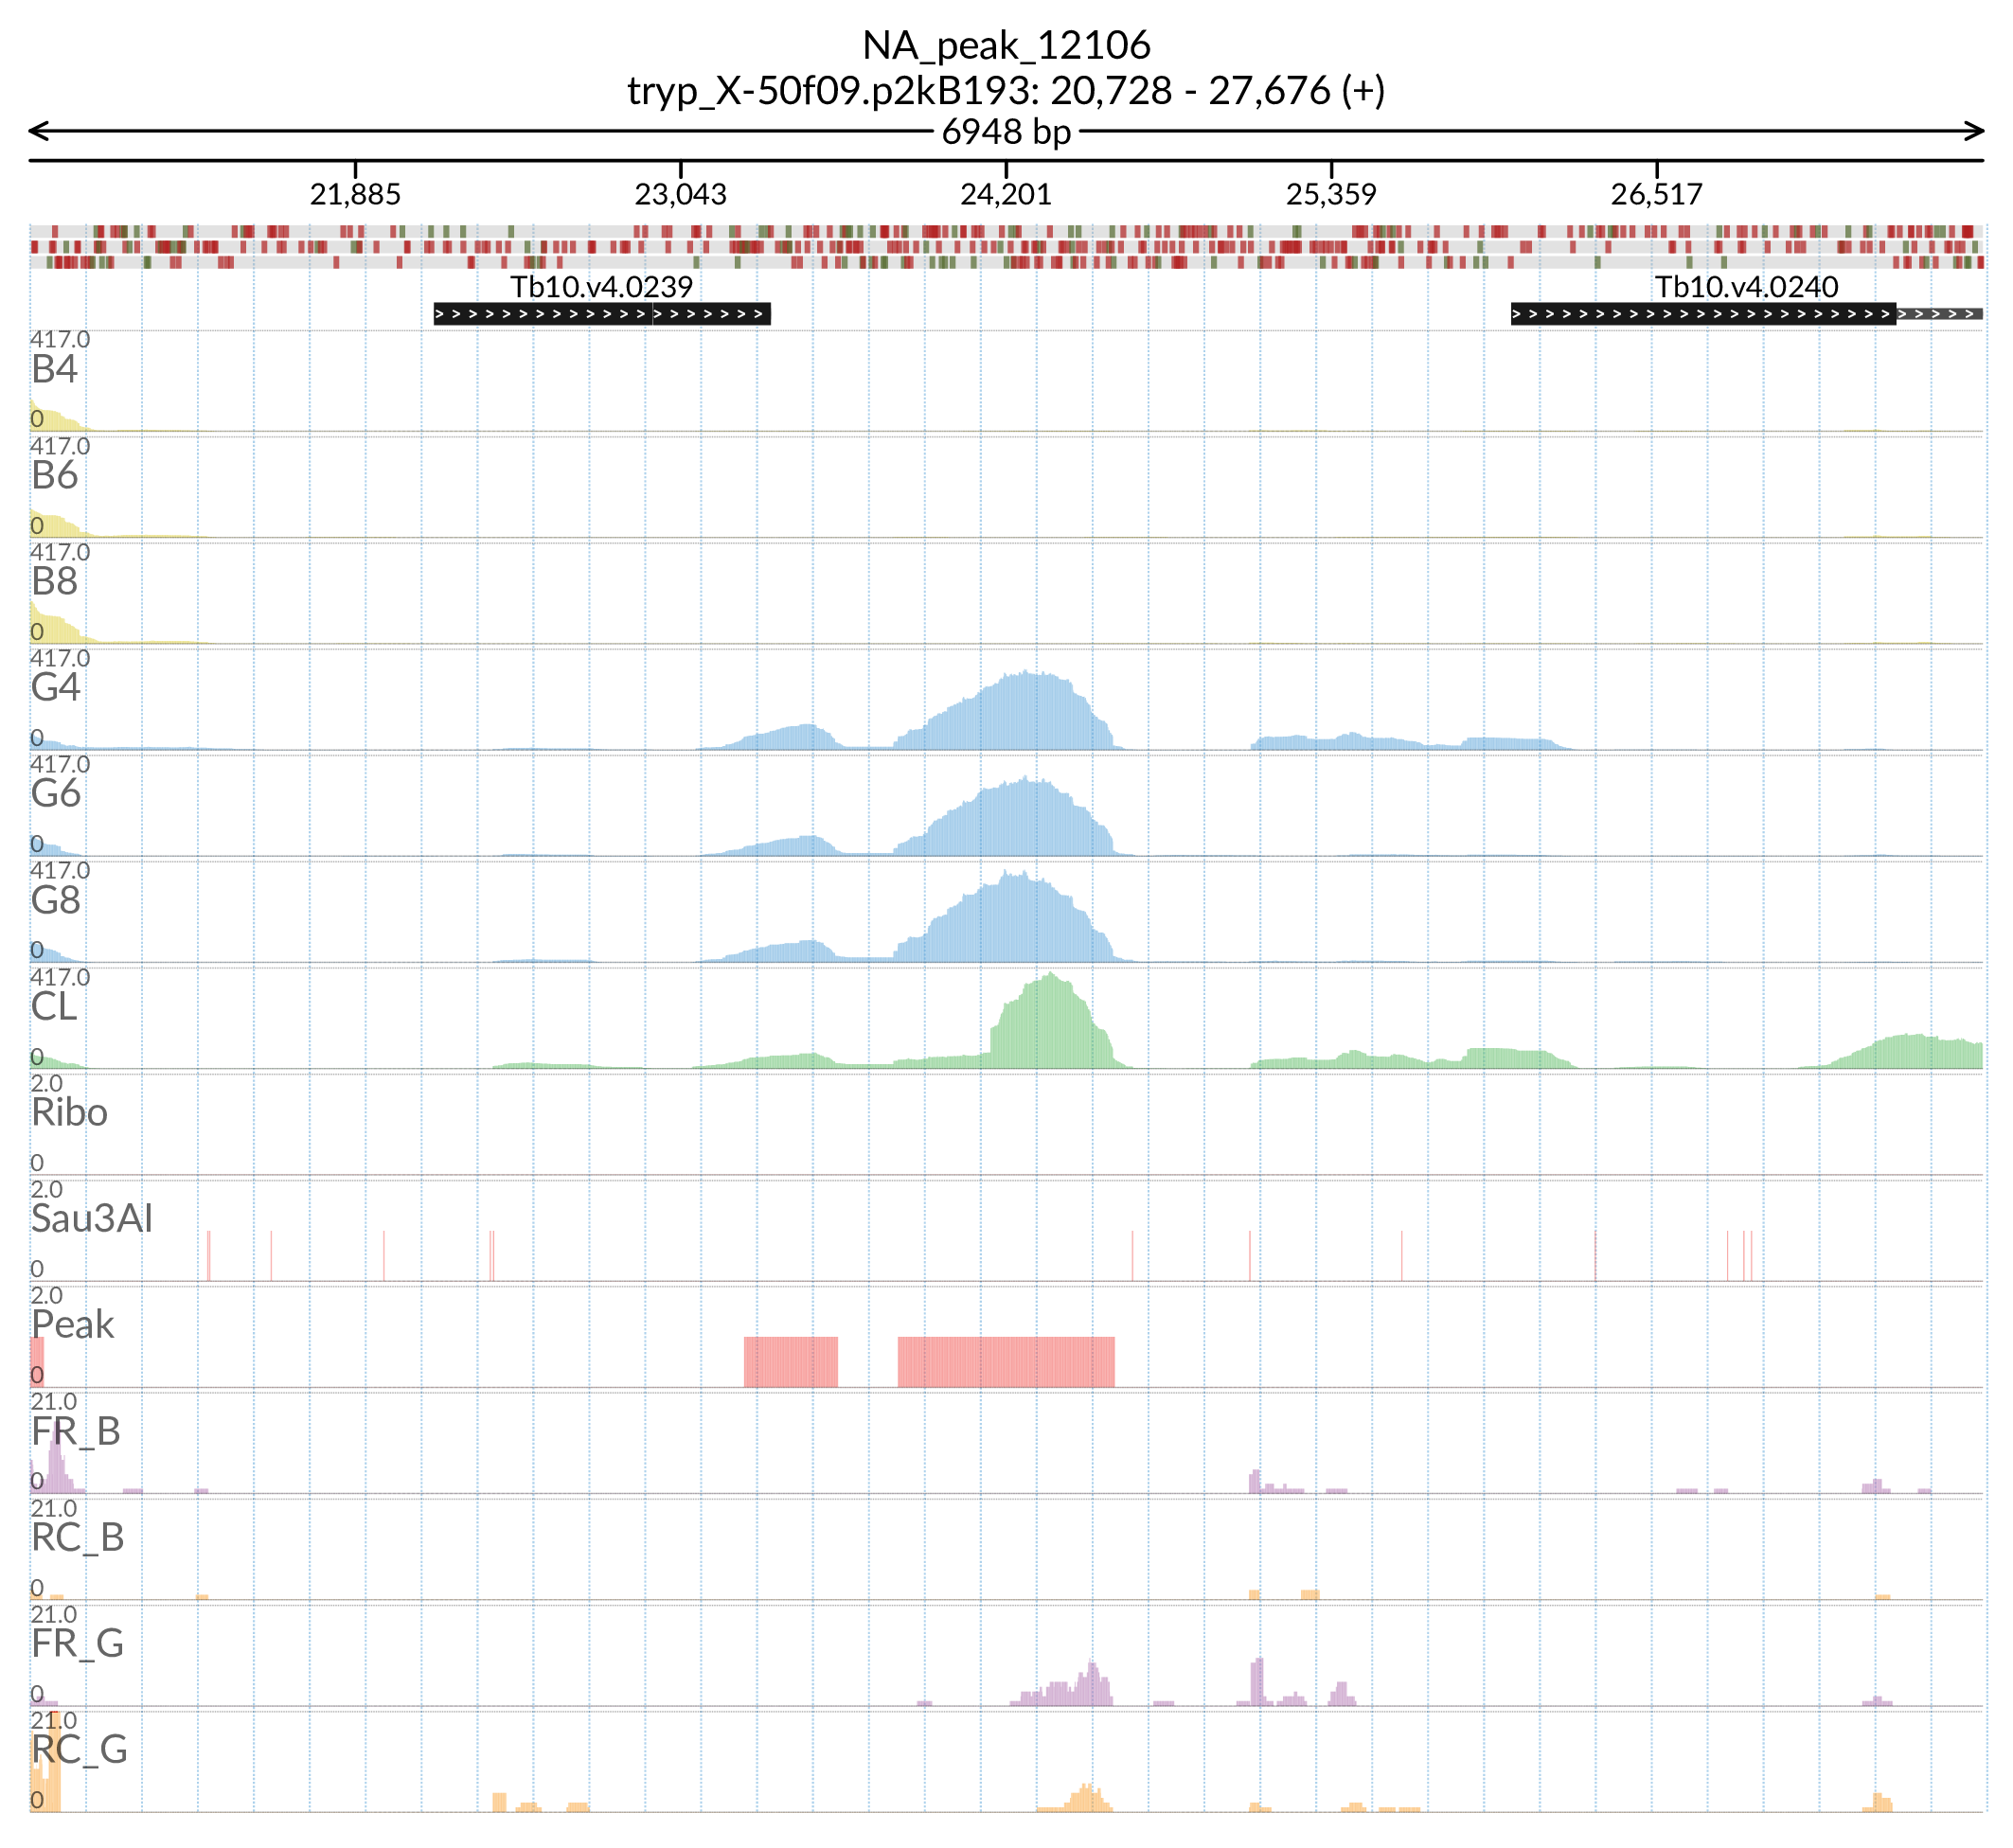 NA_peak_12106
tryp_X-50f09.p2kB193: 20,728 - 27,676 (+)
6948 bp
21,885 23,043 24,201 25,359 26,517
Tb10.v4.0239 Tb10.v4.0240
417.0
B4
0
417.0
B6
0
417.0
B8
0
417.0
G4
0
417.0
G6
0
417.0
G8
0
417.0
CL
0
2.0
Ribo
0
2.0
Sau3AI
0
2.0
Peak
0
21.0
FR_B
0
21.0
RC_B
0
21.0
FR_G
0
21.0
RC_G
0